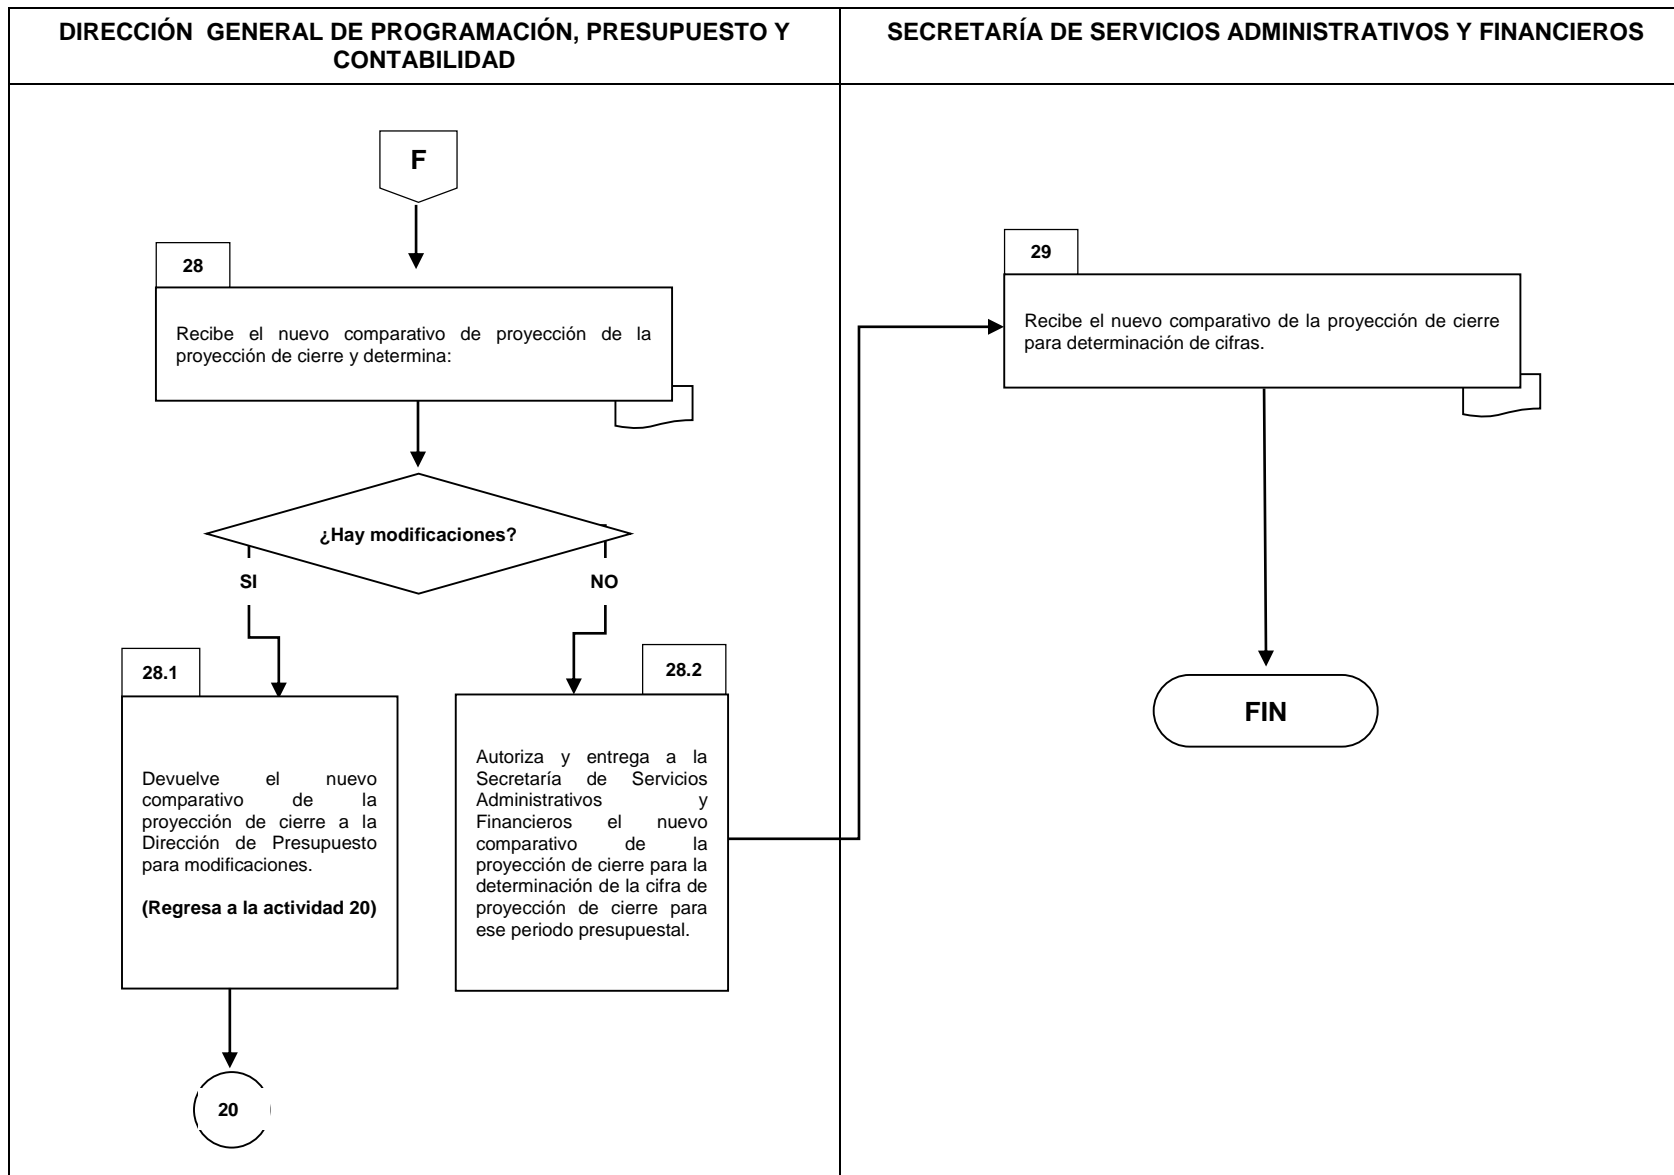 DIRECCIÓN GENERAL DE PROGRAMACIÓN, PRESUPUESTO Y
CONTABILIDAD
SECRETARÍA DE SERVICIOS ADMINISTRATIVOS Y FINANCIEROS
F
28
Recibe el nuevo comparativo de proyección de la
proyección de cierre y determina:
¿Hay modificaciones?
SI
NO
28.1
Devuelve el nuevo
comparativo de la
proyección de cierre a la
Dirección de Presupuesto
para modificaciones.
(Regresa a la actividad 20)
20
28.2
Autoriza y entrega a la
Secretaría de Servicios
Administrativos y
Financieros el nuevo
comparativo de la
proyección de cierre para la
determinación de la cifra de
proyección de cierre para
ese periodo presupuestal.
29
Recibe el nuevo comparativo de la proyección de cierre
para determinación de cifras.
FIN